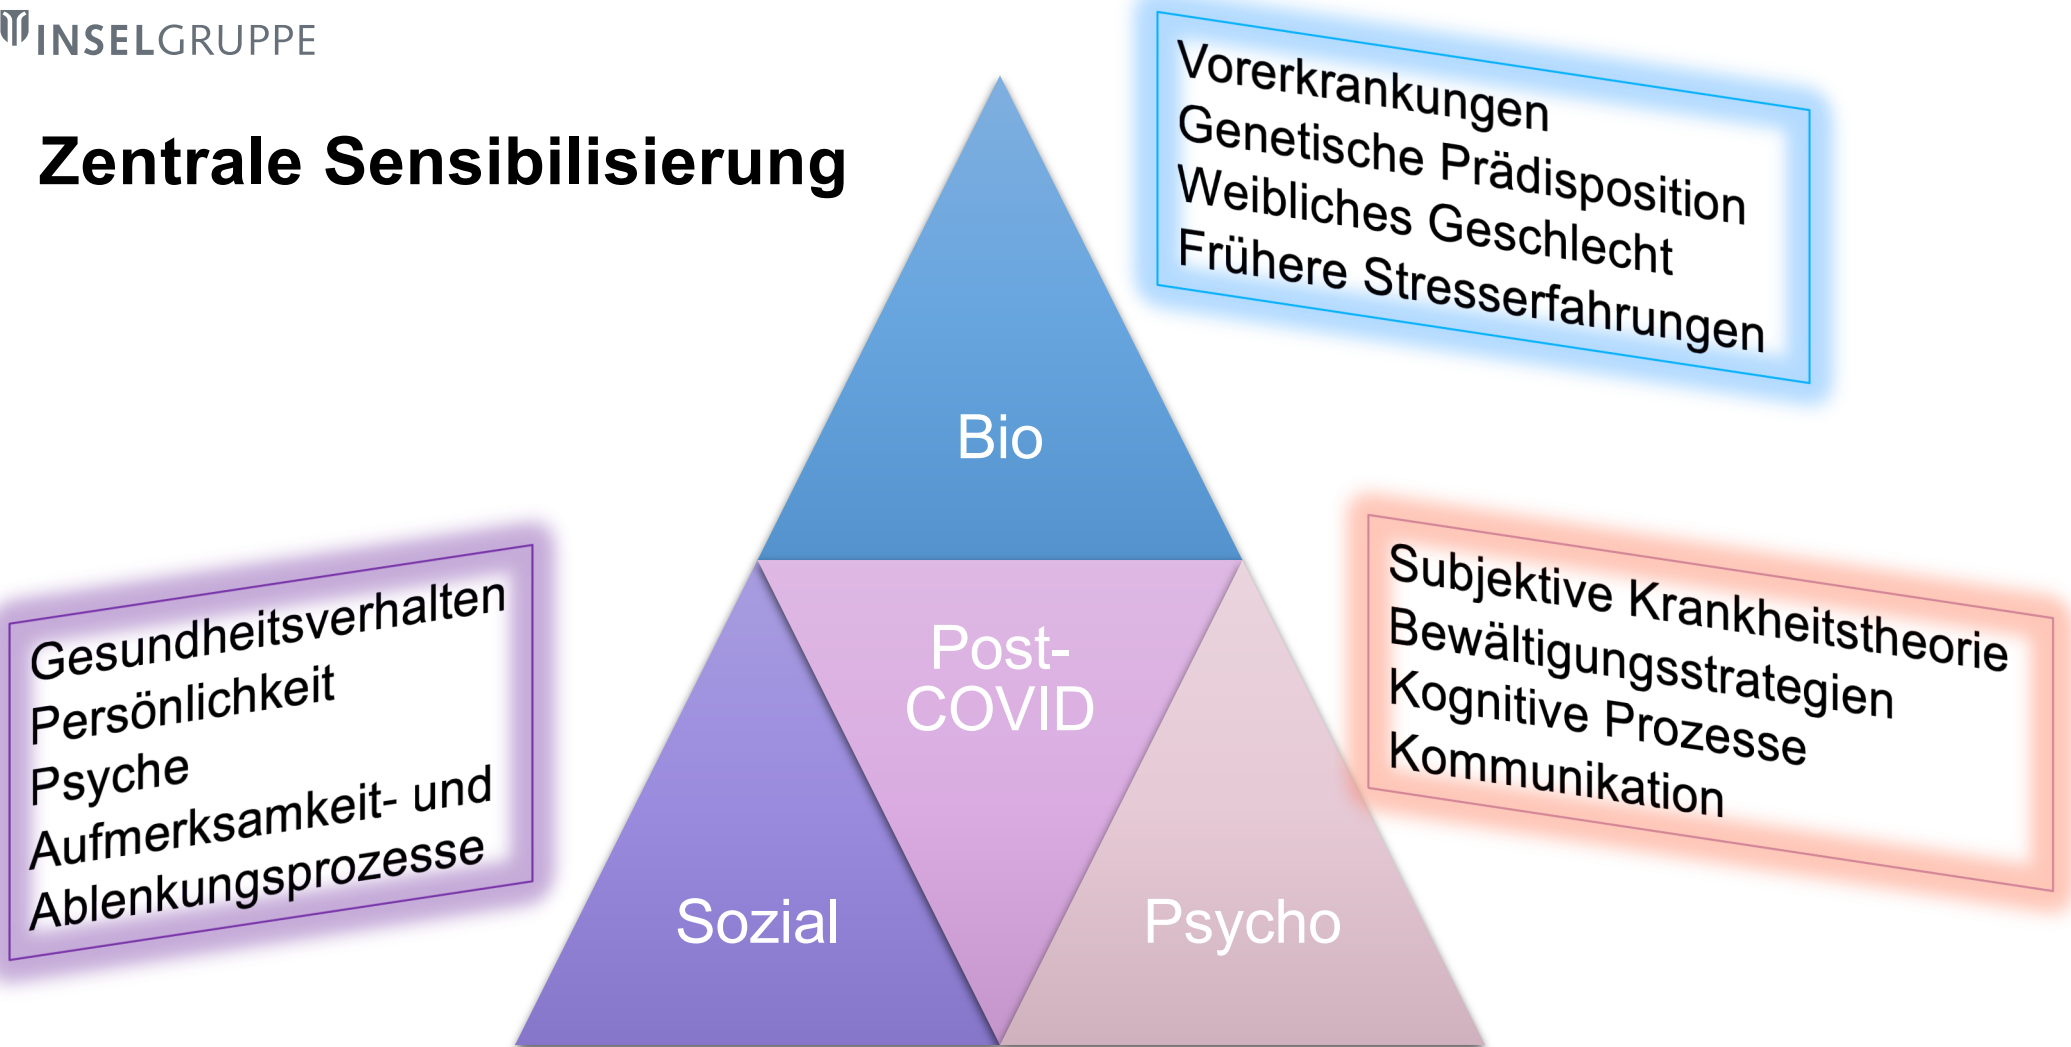 INSELGRUPPE
Zentrale Sensibilisierung
Vorerkrankungen
Genetische Prädisposition
Weibliches Geschlecht
Frühere Stresserfahrungen
Bio
Post-
COVID
Sozial
Psycho
Subjektive Krankheitstheorie
Bewältigungsstrategien
Kognitive Prozesse
Kommunikation
Gesundheitsverhalten
Persönlichkeit
Psyche
Aufmerksamkeit- und
Ablenkungsprozesse